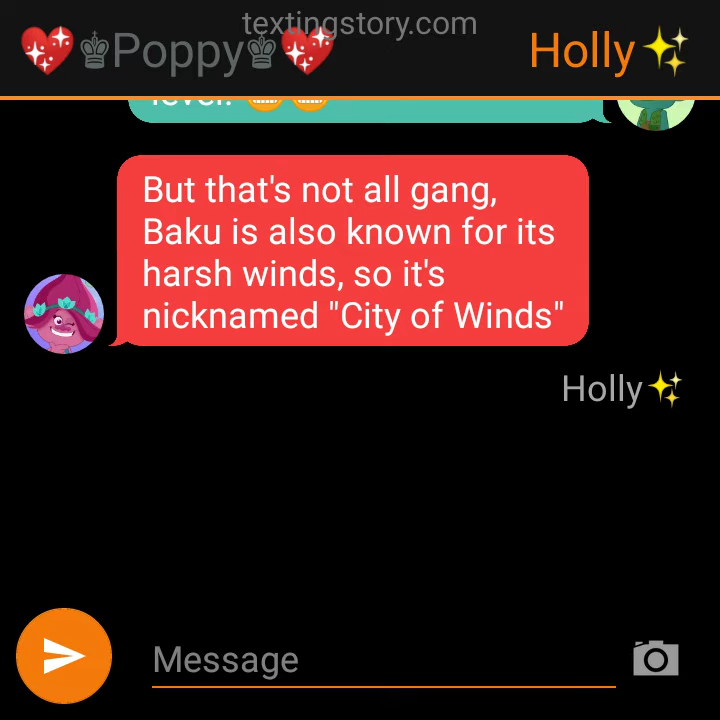 textingstory.com
💖♚Poppy♚💖
Holly✨
level! 
But that's not all gang,
Baku is also known for its
harsh winds, so it's
nicknamed "City of Winds"
Holly✨
Message